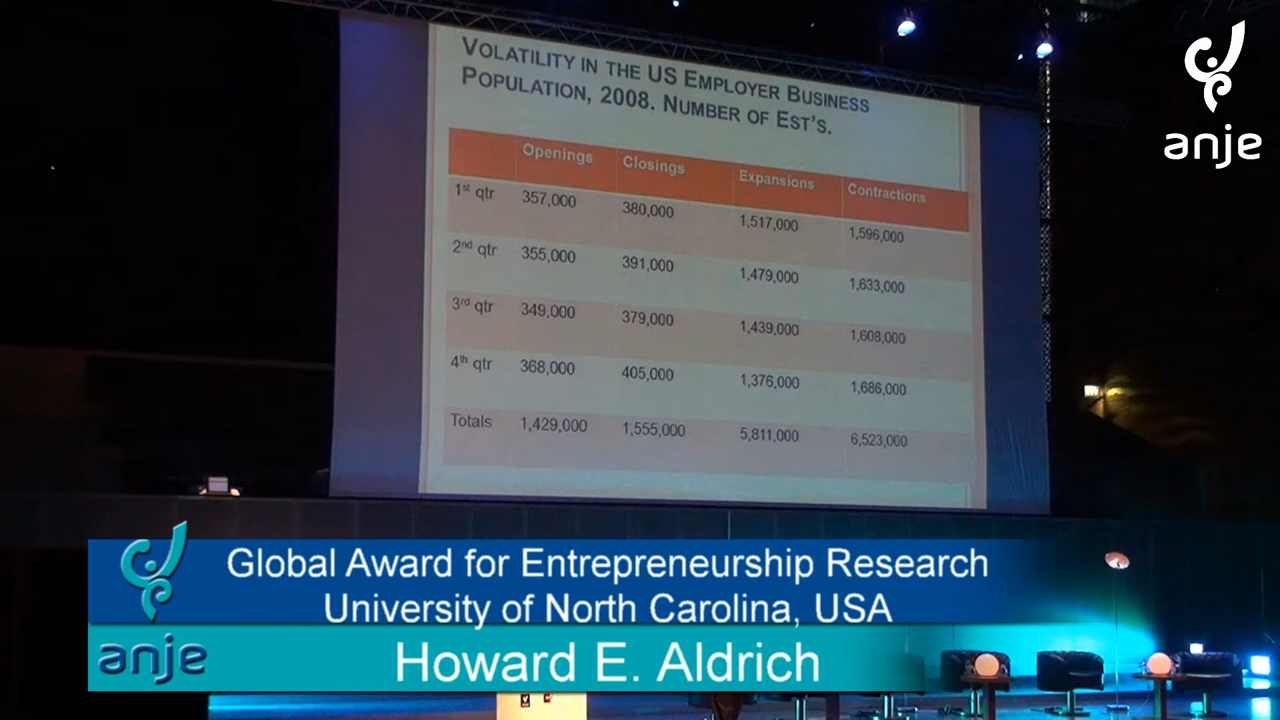 anje
VOLATILITY IN THE US EMPLOYER BUSINESS
POPULATION, 2008. NUMBER OF EST'S.
Openings Closings Expansions Contractions
1st qtr 357,000 380,000 1,517,000 1,596,000
2nd qtr 355,000 391,000 1,479,000 1,633,000
3rd qtr 349,000 379,000 1,439,000 1,608,000
4th qtr 368,000 405,000 1,376,000 1,686,000
Totals 1,429,000 1,555,000 5,811,000 6,523,000
Global Award for Entrepreneurship Research
University of North Carolina, USA
anje
Howard E. Aldrich